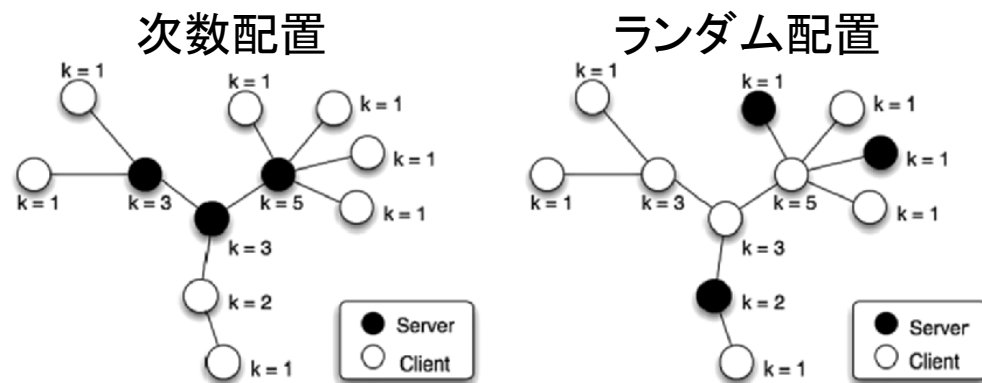 次数配置
k = 1
k = 1
k = 1
k = 1
k = 1
k = 3
k = 5
k = 1
k = 3
k = 2
k = 1
Server
Client
ランダム配置
k = 1
k = 1
k = 1
k = 1
k = 1
k = 3
k = 5
k = 1
k = 3
k = 2
k = 1
Server
Client